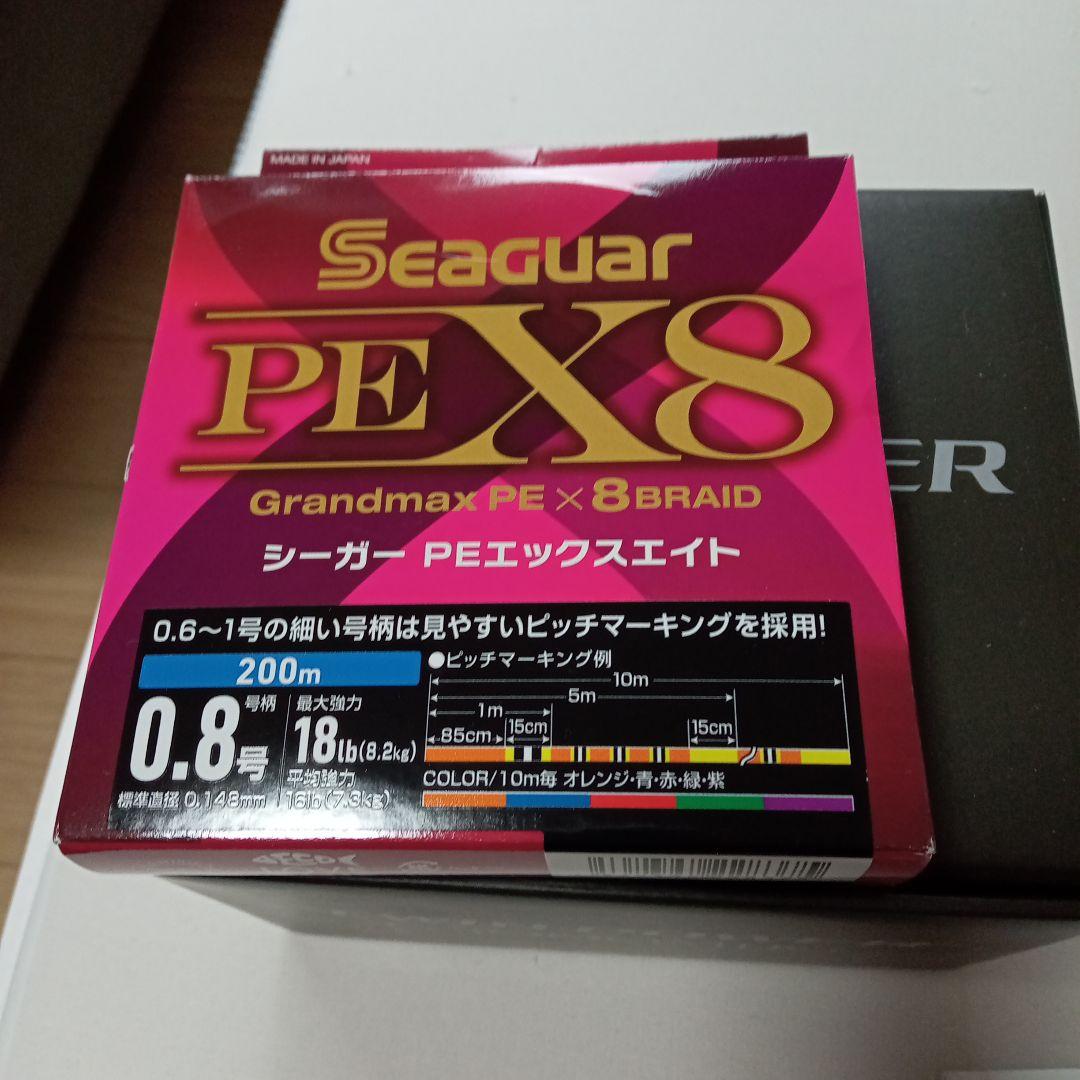 MADE IN JAPAN
Seaguar
PE X8
Grandmax PE×8BRAID
シーガー PEエックスエイト
0.6～1号の細い号柄は見やすいピッチマーキングを採用!
200m
号柄
0.8号
標準直径 0.148mm
最大強力
18lb(8.2kg)
平均強力
16lb(7.3kg)
●ピッチマーキング例
10m
5m
1m
85cm
15cm
15cm
COLOR/10m毎 オレンジ・青・赤・緑・紫
ER